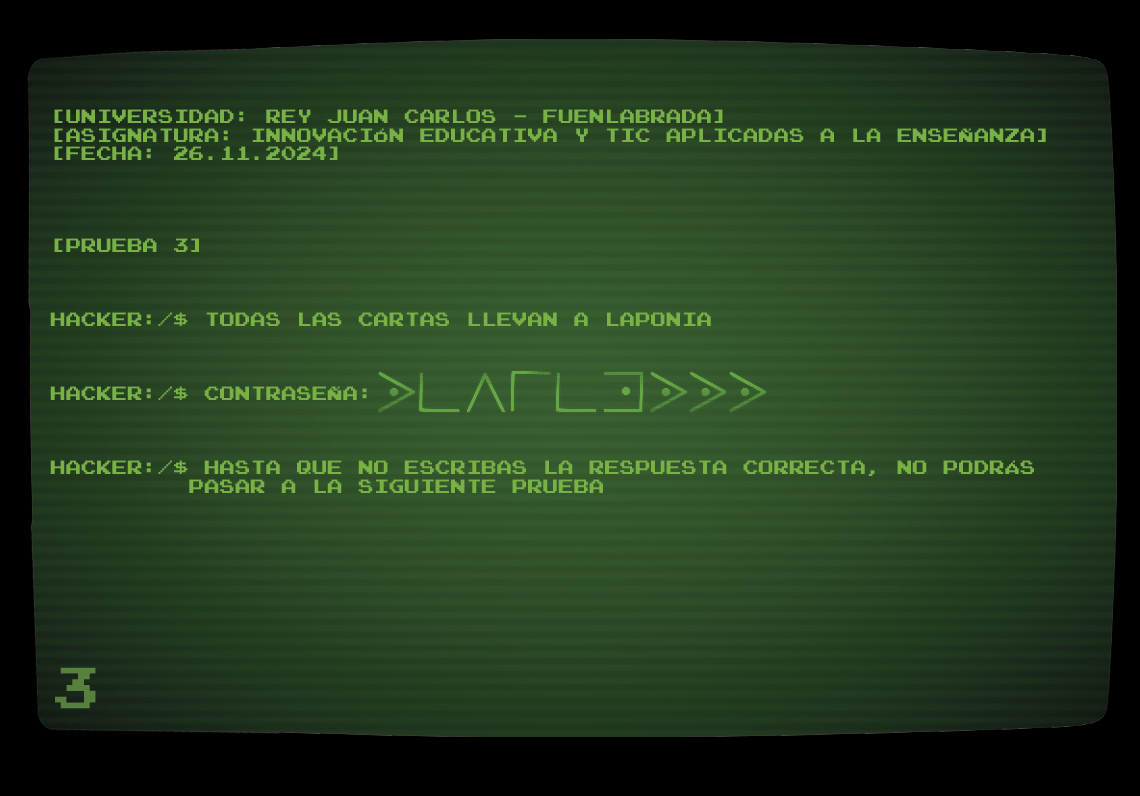 [UNIVERSIDAD: REY JUAN CARLOS - FUENLABRADA]
[ASIGNATURA: INNOVACIóN EDUCATIVA Y TIC APLICADAS A LA ENSEÑANZA]
[FECHA: 26.11.2024]
[PRUEBA 3]
HACKER:/$ TODAS LAS CARTAS LLEVAN A LAPONIA
HACKER:/$ CONTRASEÑA:
HACKER:/$ HASTA QUE NO ESCRIBAS LA RESPUESTA CORRECTA, NO PODRáS
PASAR A LA SIGUIENTE PRUEBA
3